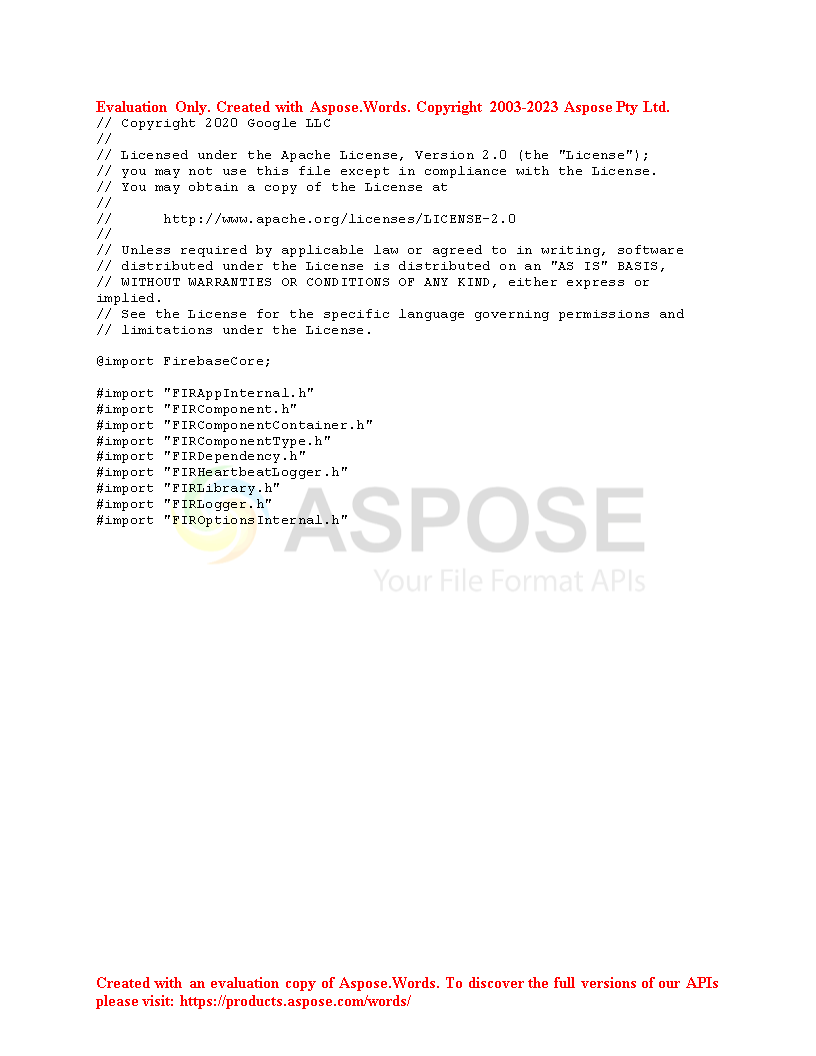 Evaluation Only. Created with Aspose.Words. Copyright 2003-2023 Aspose Pty Ltd.
// Copyright 2020 Google LLC
//
// Licensed under the Apache License, Version 2.0 (the "License");
// you may not use this file except in compliance with the License.
// You may obtain a copy of the License at
//
//      http://www.apache.org/licenses/LICENSE-2.0
//
// Unless required by applicable law or agreed to in writing, software
// distributed under the License is distributed on an "AS IS" BASIS,
// WITHOUT WARRANTIES OR CONDITIONS OF ANY KIND, either express or
implied.
// See the License for the specific language governing permissions and
// limitations under the License.
@import FirebaseCore;
#import "FIRAppInternal.h"
#import "FIRComponent.h"
#import "FIRComponentContainer.h"
#import "FIRComponentType.h"
#import "FIRDependency.h"
#import "FIRHeartbeatLogger.h"
#import "FIRLibrary.h"
#import "FIRLogger.h"
#import "FIROptionsInternal.h"
ASPOSE
Your File Format APIs
Created with an evaluation copy of Aspose.Words. To discover the full versions of our APIs
please visit: https://products.aspose.com/words/